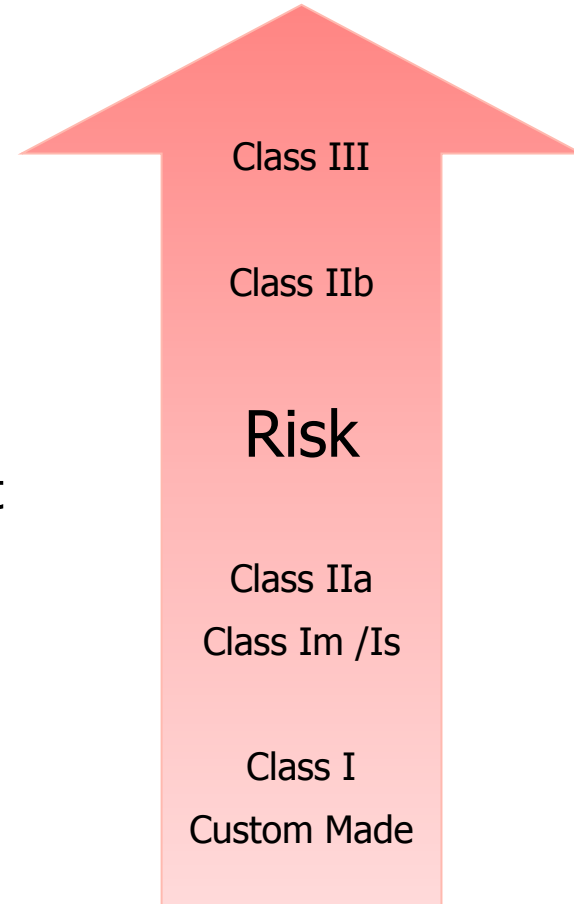 Class III
Class IIb
Risk
t
Class IIa
Class Im /Is
Class I
Custom Made